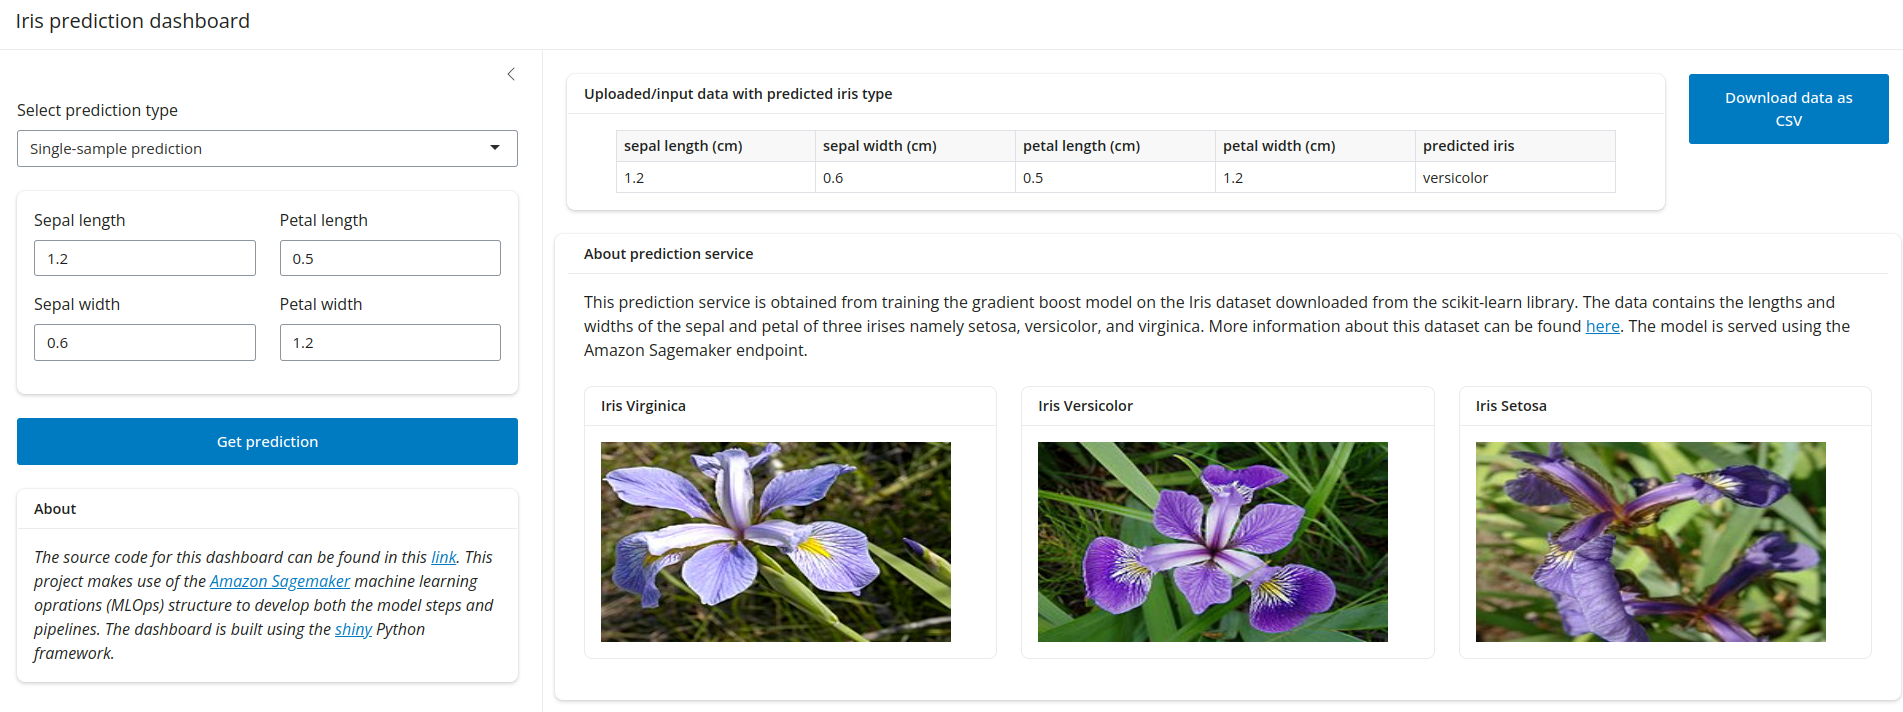 Iris prediction dashboard
Select prediction type
Single-sample prediction
Sepal length
Petal length
1.2
0.5
Sepal width
Petal width
0.6
1.2
Get prediction
About
The source code for this dashboard can be found in this link. This
project makes use of the Amazon Sagemaker machine learning
oprations (MLOps) structure to develop both the model steps and
pipelines. The dashboard is built using the shiny Python
framework.
Uploaded/input data with predicted iris type
sepal length (cm) sepal width (cm) petal length (cm) petal width (cm) predicted iris
1.2 0.6 0.5 1.2 versicolor
Download data as
CSV
About prediction service
This prediction service is obtained from training the gradient boost model on the Iris dataset downloaded from the scikit-learn library. The data contains the lengths and
widths of the sepal and petal of three irises namely setosa, versicolor, and virginica. More information about this dataset can be found here. The model is served using the
Amazon Sagemaker endpoint.
Iris Virginica
Iris Versicolor
Iris Setosa